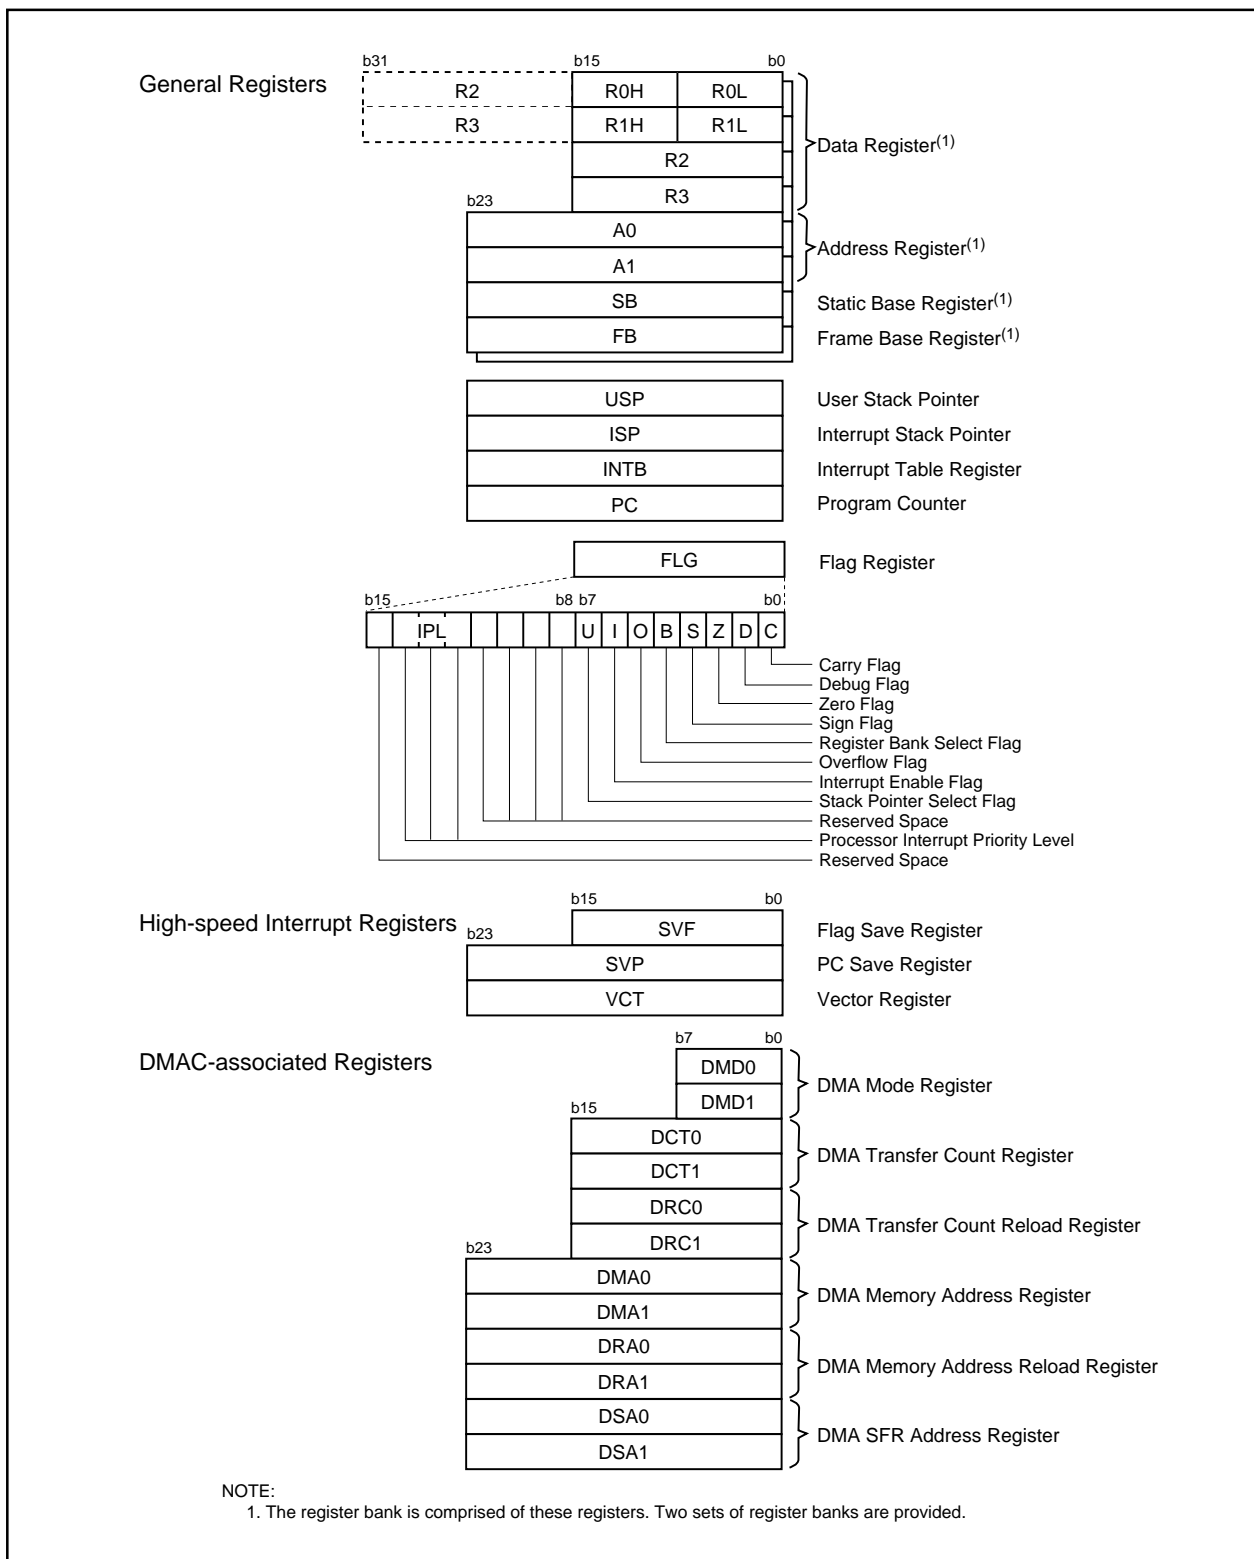 General Registers
b31 b15 b0
R2 R0H R0L
R3 R1H R1L
R2
R3
Data Register(1)
b23
A0
A1
Address Register(1)
SB Static Base Register(1)
FB Frame Base Register(1)
USP User Stack Pointer
ISP Interrupt Stack Pointer
INTB Interrupt Table Register
PC Program Counter
FLG Flag Register
b15 b8 b7 b0
IPL U I O B S Z D C
Carry Flag
Debug Flag
Zero Flag
Sign Flag
Register Bank Select Flag
Overflow Flag
Interrupt Enable Flag
Stack Pointer Select Flag
Reserved Space
Processor Interrupt Priority Level
Reserved Space
High-speed Interrupt Registers
b15 b0
SVF Flag Save Register
b23
SVP PC Save Register
VCT Vector Register
DMAC-associated Registers
b7 b0
DMD0
DMD1
DMA Mode Register
b15
DCT0
DCT1
DMA Transfer Count Register
DRC0
DRC1
DMA Transfer Count Reload Register
b23
DMA0
DMA1
DMA Memory Address Register
DRA0
DRA1
DMA Memory Address Reload Register
DSA0
DSA1
DMA SFR Address Register
NOTE:
1. The register bank is comprised of these registers. Two sets of register banks are provided.